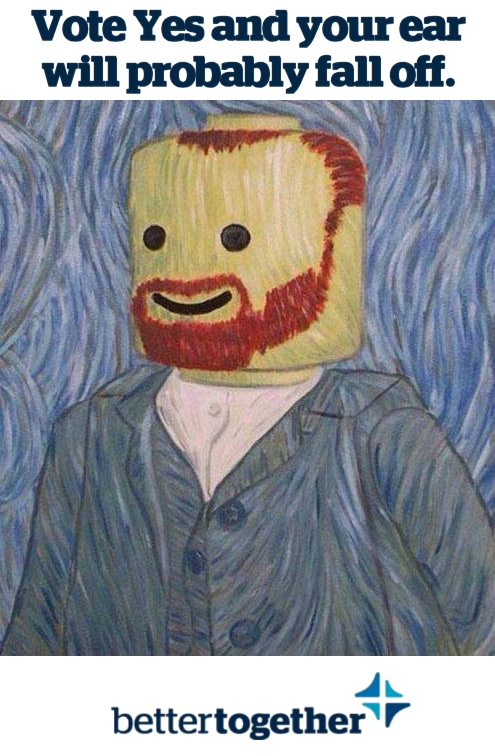 Vote Yes and your ear
will probably fall off.
bettertogether